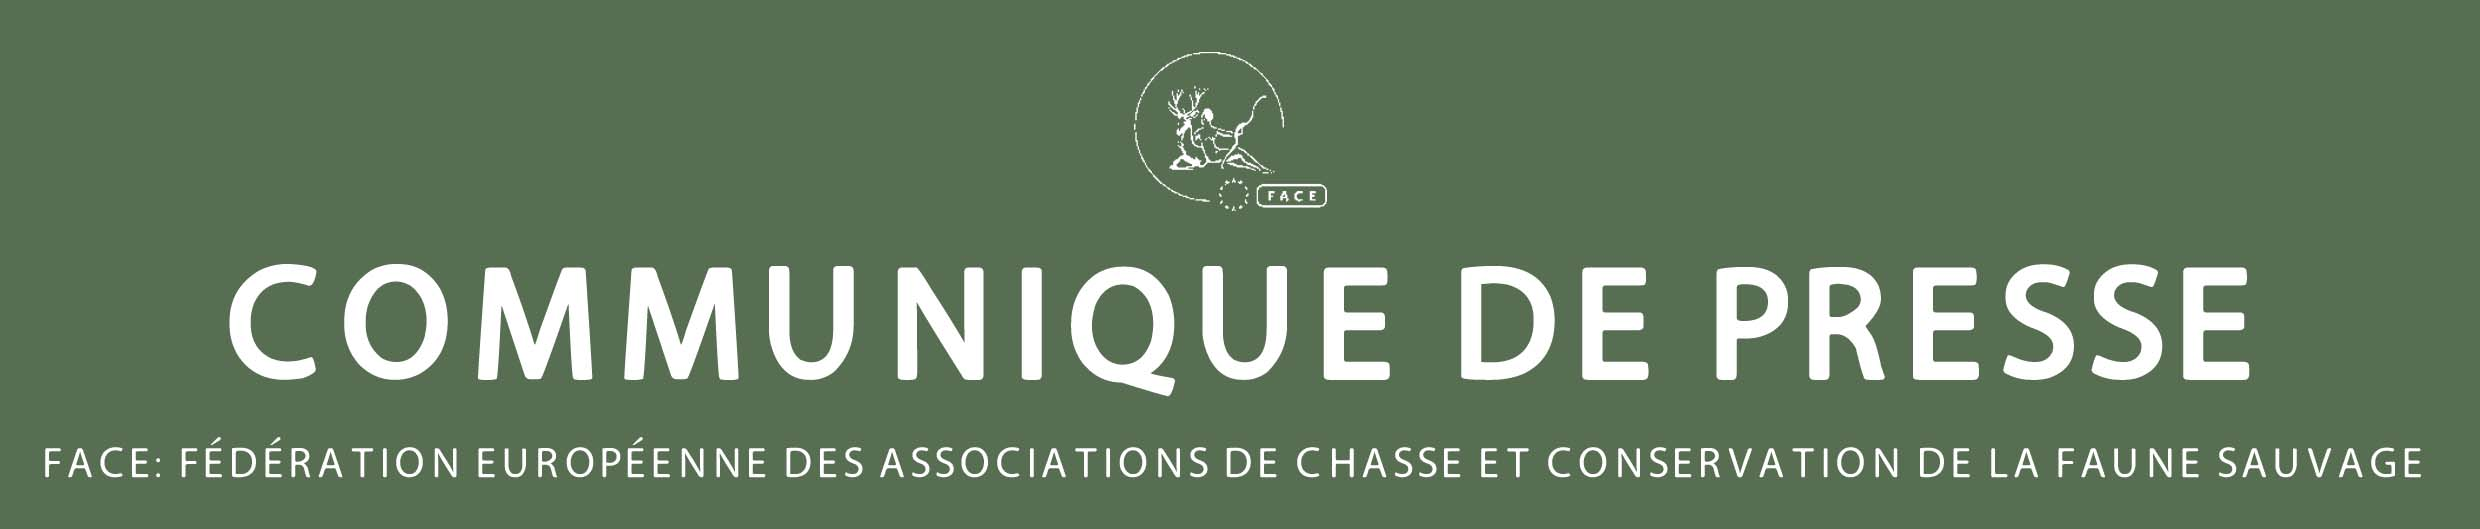 FACE
COMMUNIQUE DE PRESSE
FACE: FÉDÉRATION EUROPÉENNE DES ASSOCIATIONS DE CHASSE ET CONSERVATION DE LA FAUNE SAUVAGE